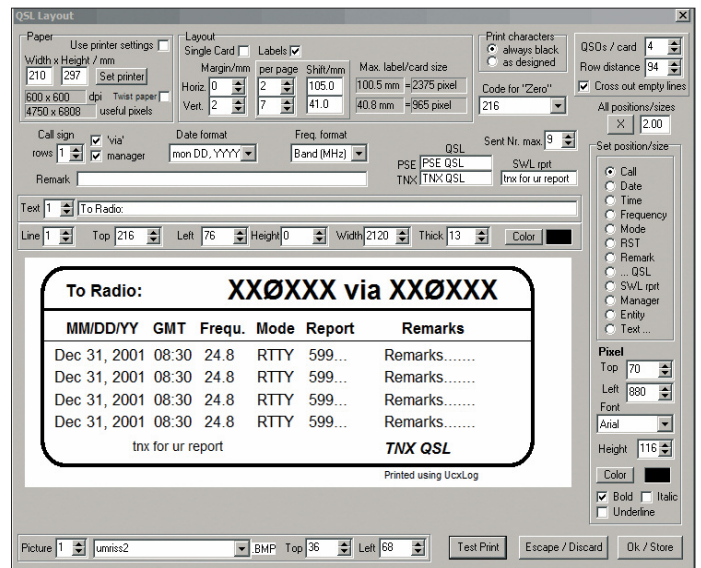 QSL Layout
Paper
Use printer settings
Width x Height / mm
210 297 Set printer
600 x 600 dpi Twist paper
4750 x 6808 useful pixels
Layout
Single Card Labels
Margin/mm per page Shift/mm Max. label/card size
Horiz. 0 2 105.0 100.5 mm =2375 pixel
Vert. 2 7 41.0 40.8 mm =965 pixel
Print characters
always black
as designed
Code for "Zero"
216
QSOs / card 4
Row distance 94
Cross out empty lines
All positions/sizes
X 2.00
Call sign
rows 1
'via'
manager
Date format
mon DD, YYYY
Freq. format
Band (MHz)
Sent Nr. max. 9
QSL
PSE PSE QSL
TNX TNX QSL
SWL rprt
tnx for ur report
Remark
Text 1 To Radio:
Line 1 Top 216 Left 76 Height 0 Width 2120 Thick 13 Color
Set position/size
Call
Date
Time
Frequency
Mode
RST
Remark
... QSL
SWL rprt
Manager
Entity
Text ...
Pixel
Top 70
Left 880
Font
Arial
Height 116
Color
Bold Italic
Underline
To Radio: XXØXXX via XXØXXX
MM/DD/YY GMT Frequ. Mode Report Remarks
Dec 31, 2001 08:30 24.8 RTTY 599... Remarks.......
Dec 31, 2001 08:30 24.8 RTTY 599... Remarks.......
Dec 31, 2001 08:30 24.8 RTTY 599... Remarks.......
Dec 31, 2001 08:30 24.8 RTTY 599... Remarks.......
tnx for ur report TNX QSL
Printed using UcxLog
Picture 1 umriss2 .BMP Top 36 Left 68 Test Print Escape / Discard Ok / Store